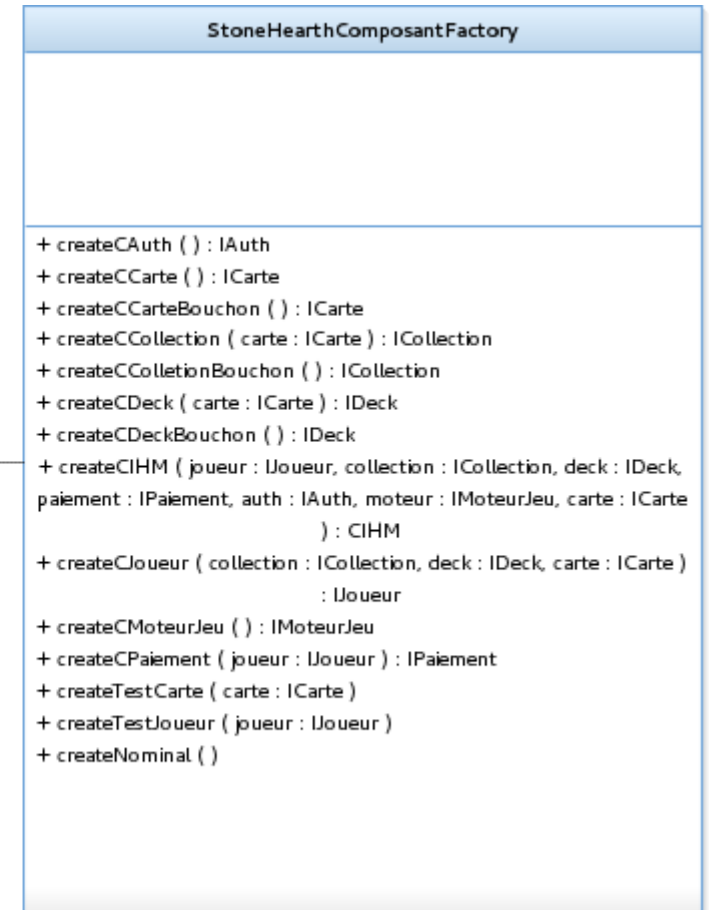 StoneHearthComposantFactory
+ createCAuth ( ) : IAuth
+ createCCarte ( ) : ICarte
+ createCCarteBouchon ( ) : ICarte
+ createCCollection ( carte : ICarte ) : ICollection
+ createCColletionBouchon ( ) : ICollection
+ createCDeck ( carte : ICarte ) : IDeck
+ createCDeckBouchon ( ) : IDeck
+ createCIHM ( joueur : IJoueur, collection : ICollection, deck : IDeck,
paiement : IPaiement, auth : IAuth, moteur : IMoteurJeu, carte : ICarte
) : CIHM
+ createCJoueur ( collection : ICollection, deck : IDeck, carte : ICarte )
: IJoueur
+ createCMoteurJeu ( ) : IMoteurJeu
+ createCPaiement ( joueur : IJoueur ) : IPaiement
+ createTestCarte ( carte : ICarte )
+ createTestJoueur ( joueur : IJoueur )
+ createNominal ( )